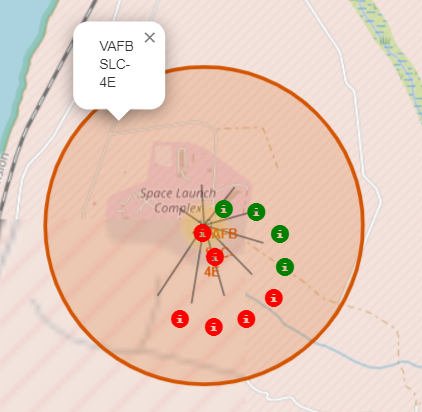 VAFB
SLC-
4E
×
Space Launch
Complex
VAFB
4E